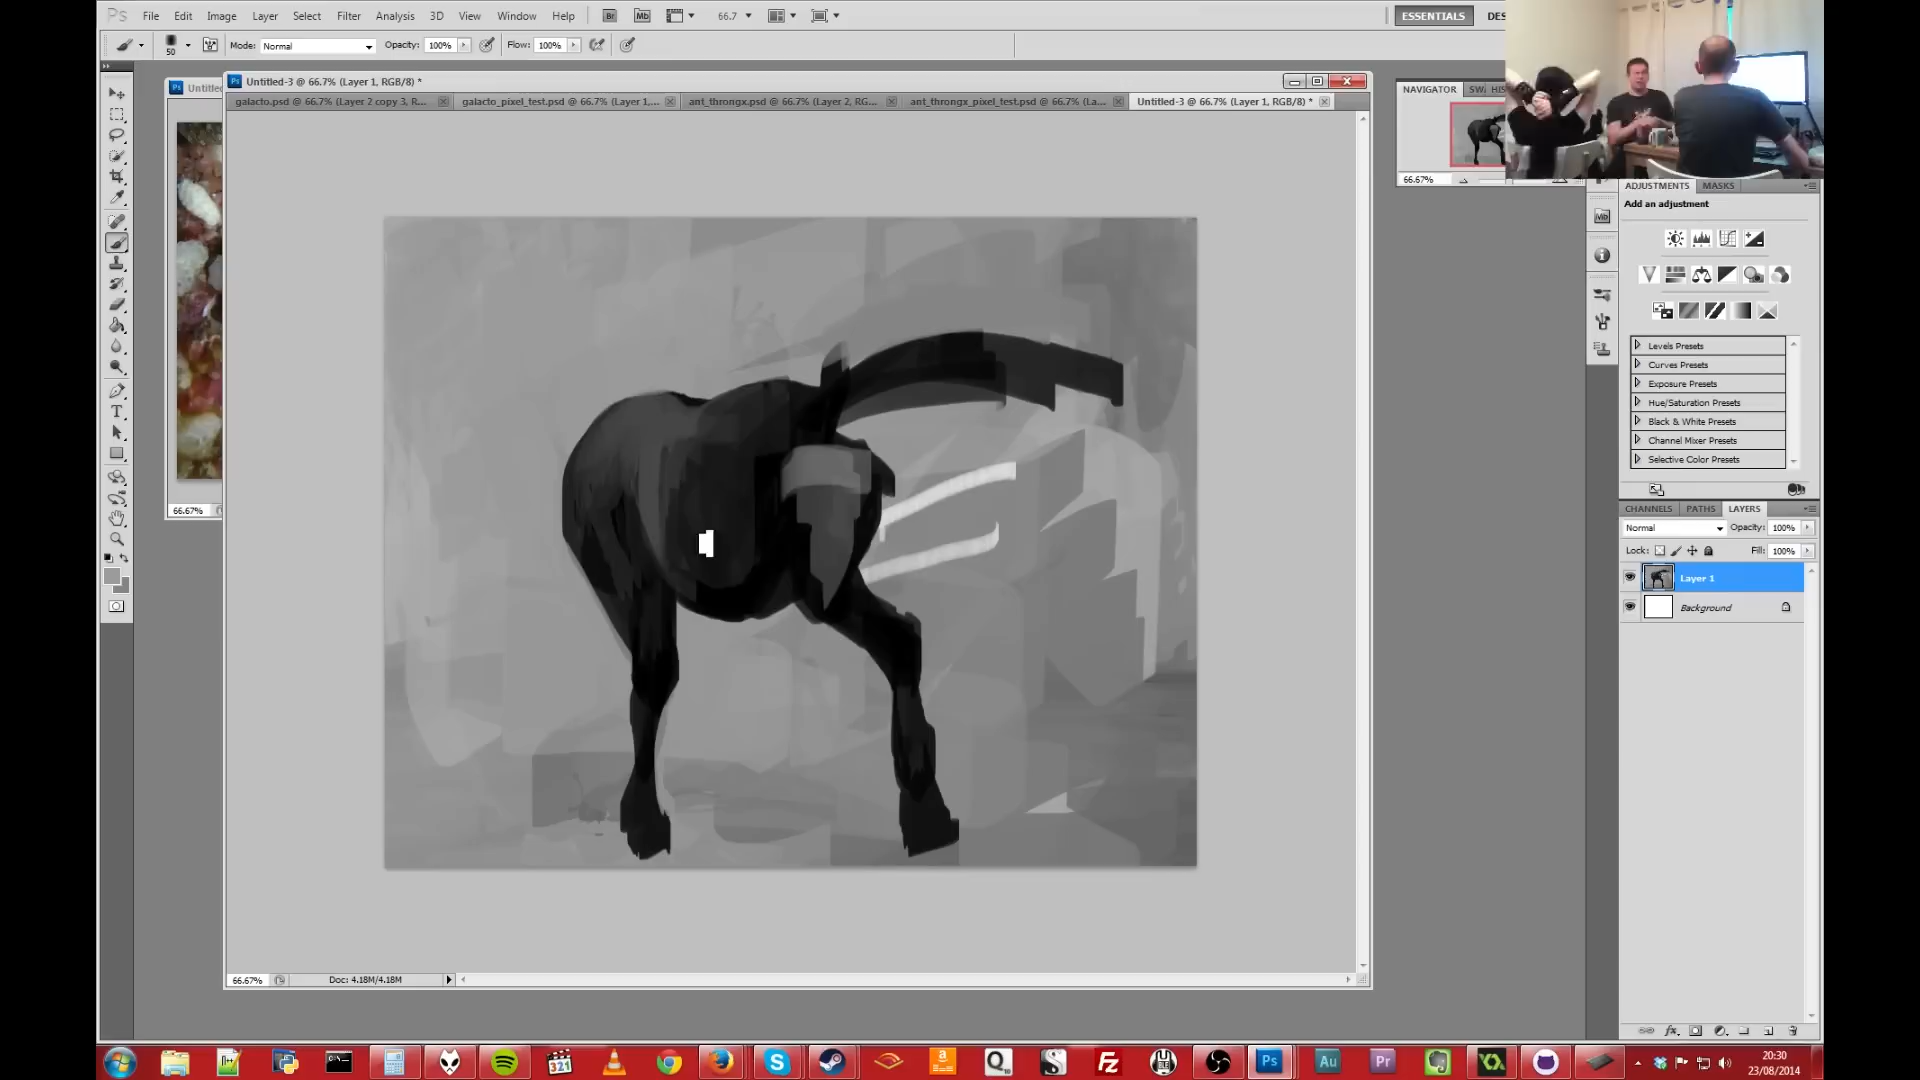 Ps File Edit Image Layer Select Filter Analysis 3D View Window Help Br Mb 66.7 ESSENTIALS DES
50 Mode: Normal Opacity: 100% Flow: 100%
Untitled-3 @ 66.7% (Layer 1, RGB/8) *
galacto.psd @ 66.7% (Layer 2 copy 3, R... galacto_pixel_test.psd @ 66.7% (Layer 1,... ant_throngx.psd @ 66.7% (Layer 2, RG... ant_throngx_pixel_test.psd @ 66.7% (La... Untitled-3 @ 66.7% (Layer 1, RGB/8) *
NAVIGATOR
66.67%
ADJUSTMENTS MASKS
Add an adjustment
Levels Presets
Curves Presets
Exposure Presets
Hue/Saturation Presets
Black & White Presets
Channel Mixer Presets
Selective Color Presets
CHANNELS PATHS LAYERS
Normal Opacity: 100%
Lock: Fill: 100%
Layer 1
Background
66.67%
66.67% Doc: 4.18M/4.18M
20:30
23/08/2014